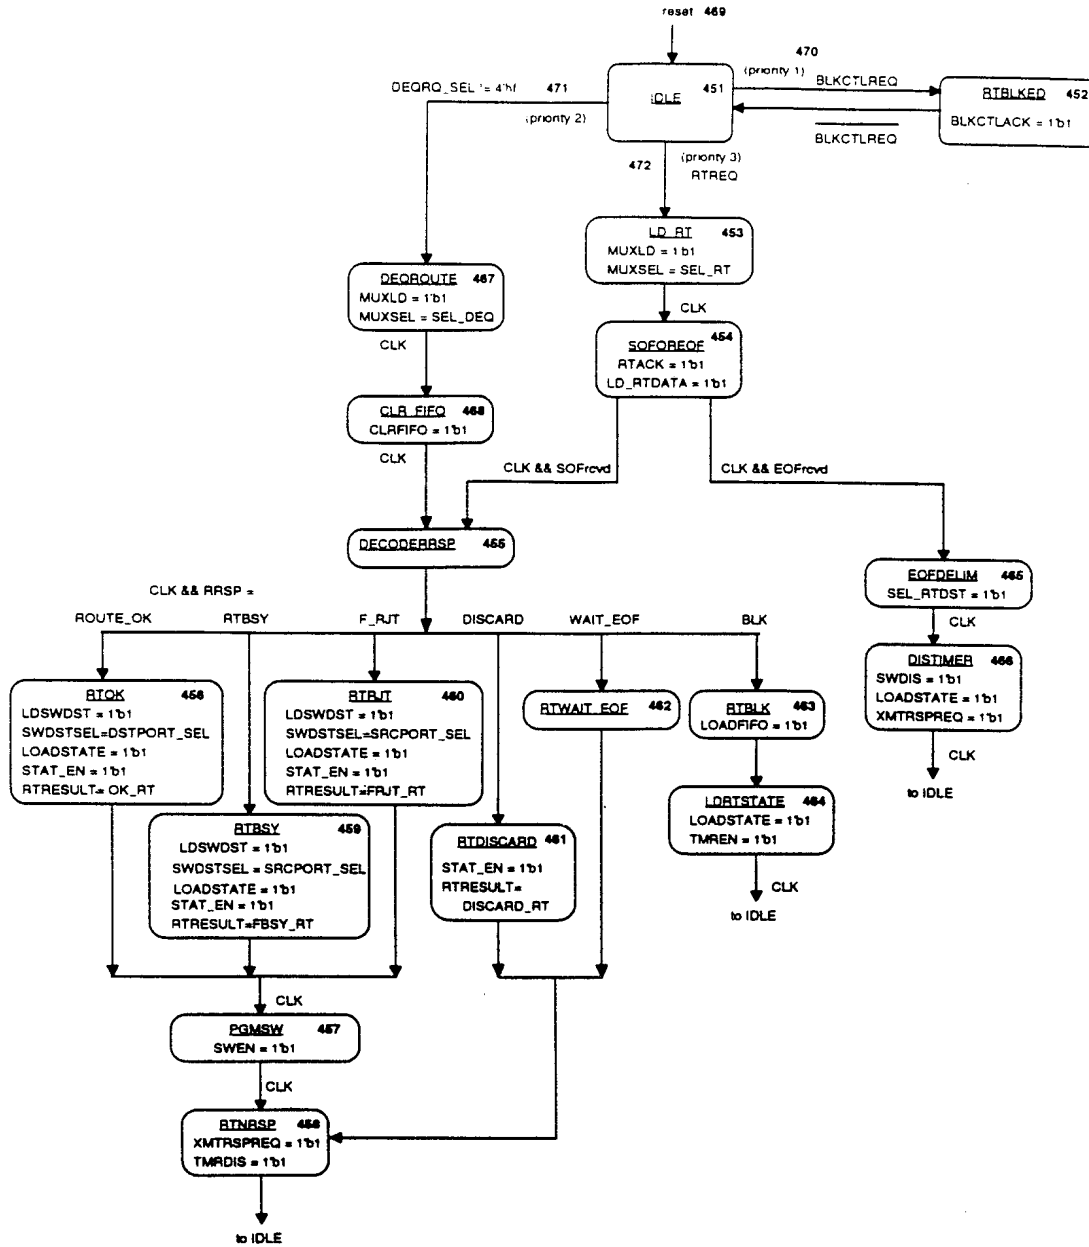 reset 469
470
(priority 1)
BLKCTLREQ
DEQRQ_SEL != 4'hf 471
(priority 2)
IDLE 451
RTBLKED 452
BLKCTLACK = 1'b1
BLKCTLREQ
472
(priority 3)
RTREQ
LD_RT 453
MUXLD = 1'b1
MUXSEL = SEL_RT
DEQROUTE 467
MUXLD = 1'b1
MUXSEL = SEL_DEQ
CLK
CLK
SOFOREOF 454
RTACK = 1'b1
LD_RTDATA = 1'b1
CLR_FIFO 468
CLRFIFO = 1'b1
CLK
CLK && SOFrcvd
CLK && EOFrcvd
DECODERRSP 455
EOFDELIM 465
SEL_RTDST = 1'b1
CLK
CLK && RRSP =
ROUTE_OK
RTBSY
F_RJT
DISCARD
WAIT_EOF
BLK
RTOK 456
LDSWDST = 1'b1
SWDSTSEL=DSTPORT_SEL
LOADSTATE = 1'b1
STAT_EN = 1'b1
RTRESULT= OK_RT
RTRJT 460
LDSWDST = 1'b1
SWDSTSEL=SRCPORT_SEL
LOADSTATE = 1'b1
STAT_EN = 1'b1
RTRESULT=FRJT_RT
RTWAIT_EOF 462
RTBLK 463
LOADFIFO = 1'b1
DISTIMER 466
SWDIS = 1'b1
LOADSTATE = 1'b1
XMTRSPREQ = 1'b1
CLK
to IDLE
RTBSY 459
LDSWDST = 1'b1
SWDSTSEL = SRCPORT_SEL
LOADSTATE = 1'b1
STAT_EN = 1'b1
RTRESULT=FBSY_RT
RTDISCARD 461
STAT_EN = 1'b1
RTRESULT=
DISCARD_RT
LDRTSTATE 464
LOADSTATE = 1'b1
TMREN = 1'b1
CLK
to IDLE
CLK
PGMSW 457
SWEN = 1'b1
CLK
RTNRSP 458
XMTRSPREQ = 1'b1
TMRDIS = 1'b1
to IDLE